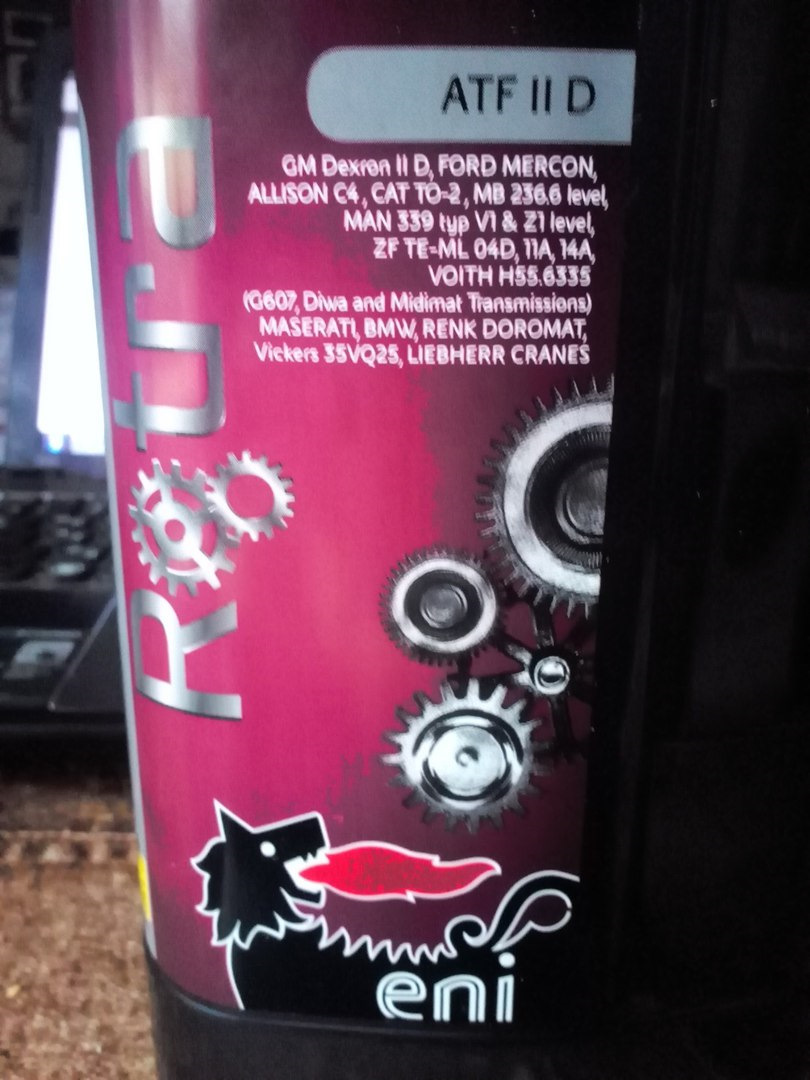 ATF II D
GM Dexron II D, FORD MERCON,
ALLISON C4, CAT TO-2, MB 236.6 level,
MAN 339 typ V1 & Z1 level,
ZF TE-ML 04D, 11A, 14A,
VOITH H55.6335
(G607, Diwa and Midimat Transmissions)
MASERATI, BMW, RENK DOROMAT,
Vickers 35VQ25, LIEBHERR CRANES
Rotra
eni